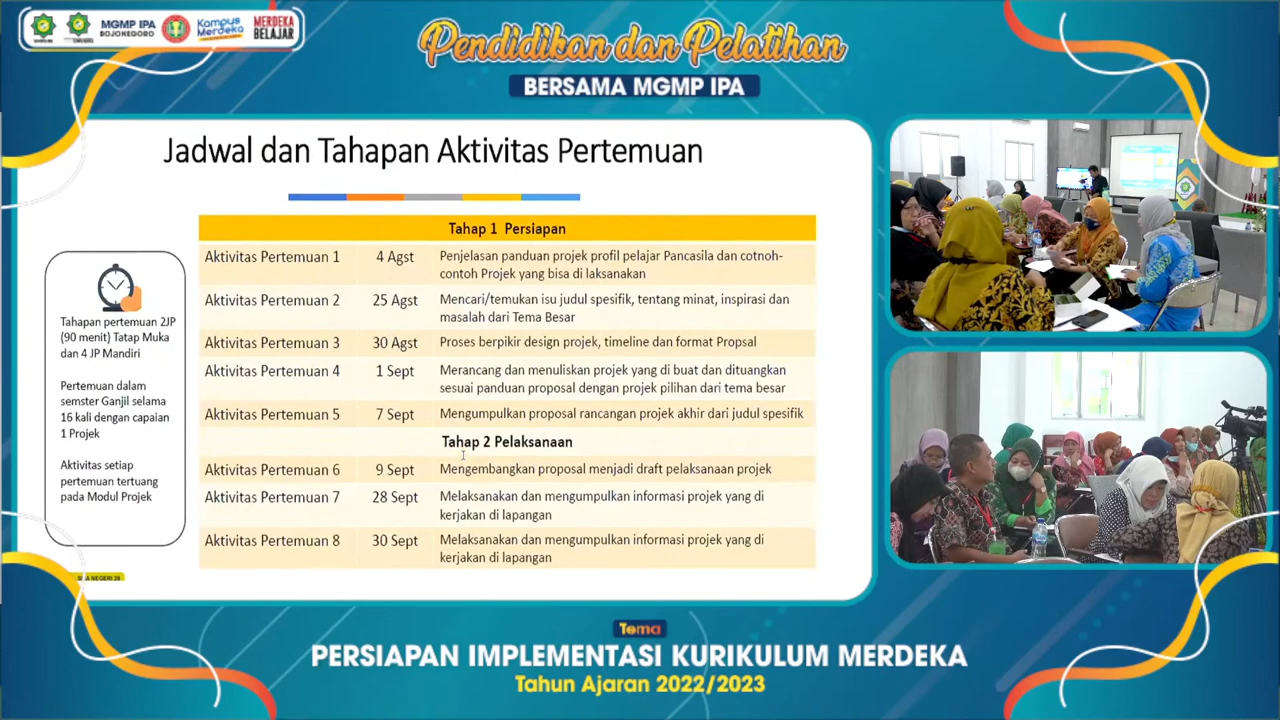 MGMP IPA
BOJONEGORO
Kampus
Merdeka
MERDEKA
BELAJAR
Pendidikan dan Pelatihan
BERSAMA MGMP IPA
Jadwal dan Tahapan Aktivitas Pertemuan
Tahapan pertemuan 2JP
(90 menit) Tatap Muka
dan 4 JP Mandiri
Pertemuan dalam
semster Ganjil selama
16 kali dengan capaian
1 Projek
Aktivitas setiap
pertemuan tertuang
pada Modul Projek
Tahap 1 Persiapan
Aktivitas Pertemuan 1 4 Agst Penjelasan panduan projek profil pelajar Pancasila dan cotnoh-
contoh Projek yang bisa di laksanakan
Aktivitas Pertemuan 2 25 Agst Mencari/temukan isu judul spesifik, tentang minat, inspirasi dan
masalah dari Tema Besar
Aktivitas Pertemuan 3 30 Agst Proses berpikir design projek, timeline dan format Propsal
Aktivitas Pertemuan 4 1 Sept Merancang dan menuliskan projek yang di buat dan dituangkan
sesuai panduan proposal dengan projek pilihan dari tema besar
Aktivitas Pertemuan 5 7 Sept Mengumpulkan proposal rancangan projek akhir dari judul spesifik
Tahap 2 Pelaksanaan
Aktivitas Pertemuan 6 9 Sept Mengembangkan proposal menjadi draft pelaksanaan projek
Aktivitas Pertemuan 7 28 Sept Melaksanakan dan mengumpulkan informasi projek yang di
kerjakan di lapangan
Aktivitas Pertemuan 8 30 Sept Melaksanakan dan mengumpulkan informasi projek yang di
kerjakan di lapangan
NEGERI 28
Tema
PERSIAPAN IMPLEMENTASI KURIKULUM MERDEKA
Tahun Ajaran 2022/2023